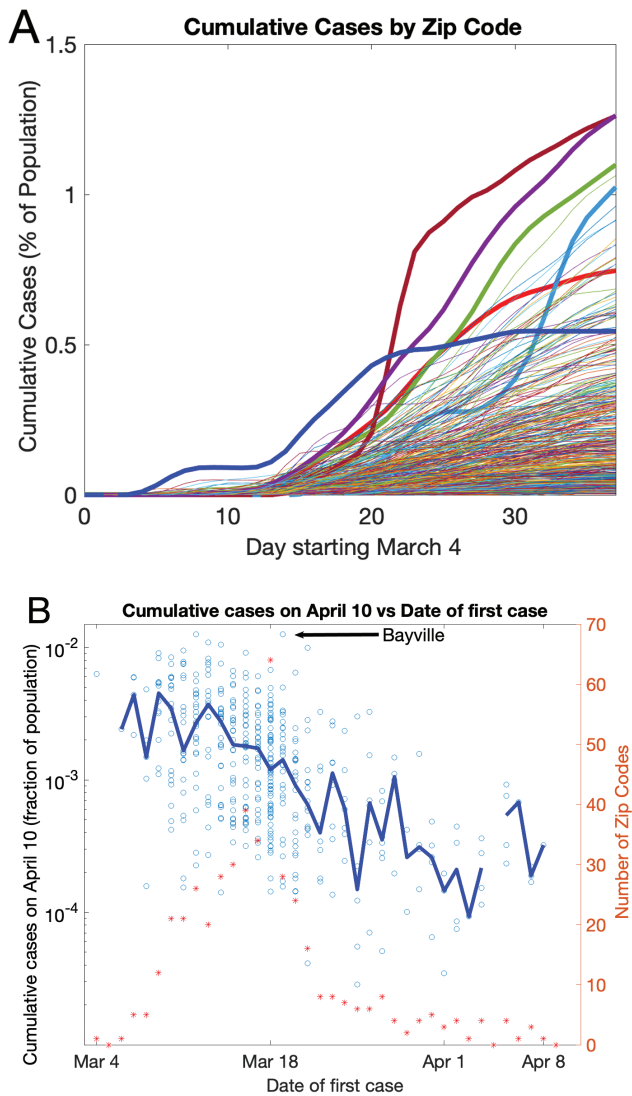 A
Cumulative Cases by Zip Code
1.5
1
0.5
0
Cumulative Cases (% of Population)
0 10 20 30
Day starting March 4
B
Cumulative cases on April 10 vs Date of first case
Bayville
10⁻²
10⁻³
10⁻⁴
Cumulative cases on April 10 (fraction of population)
70
60
50
40
30
20
10
0
Number of Zip Codes
Mar 4 Mar 18 Apr 1 Apr 8
Date of first case